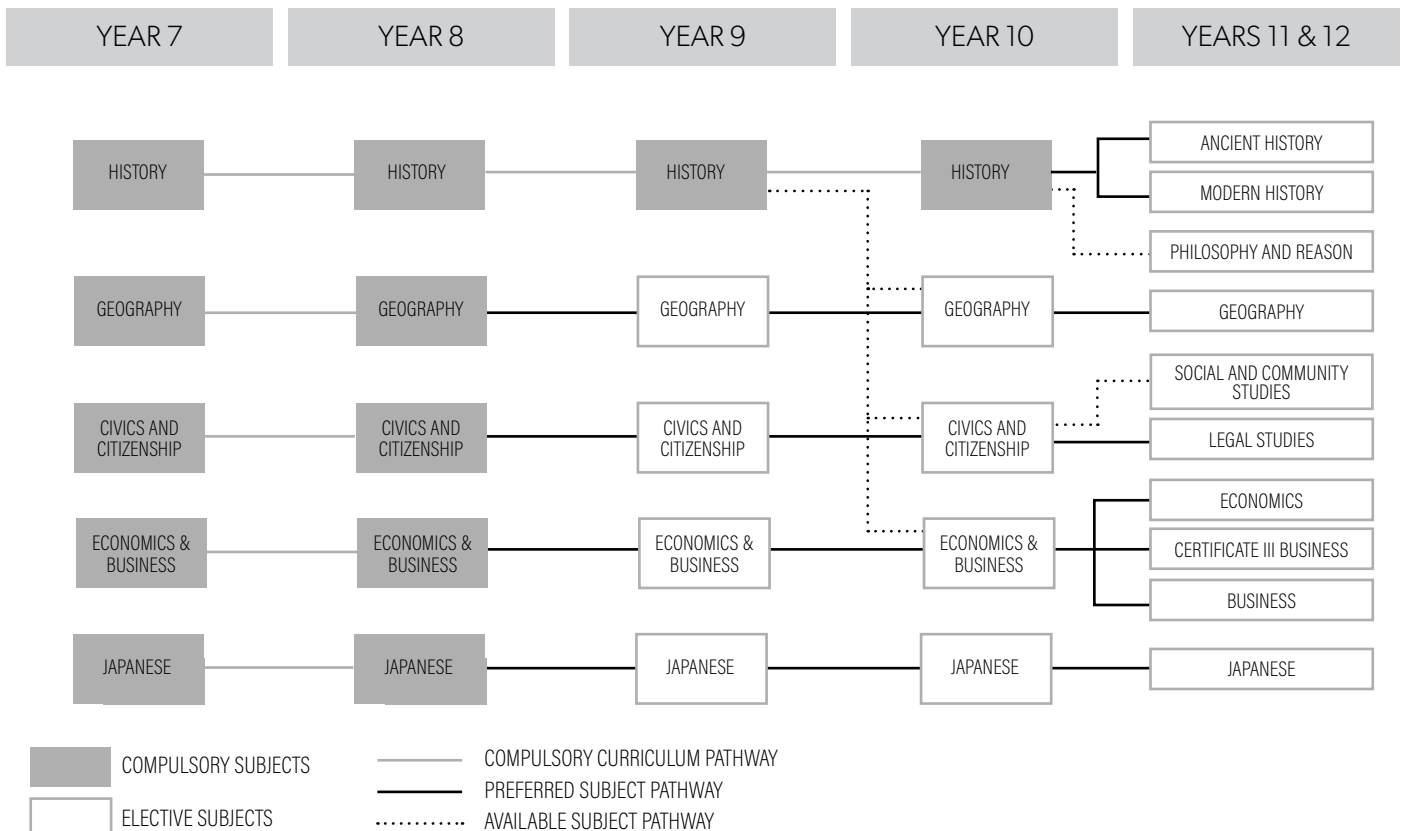 YEAR 7
YEAR 8
YEAR 9
YEAR 10
YEARS 11 & 12
HISTORY
HISTORY
HISTORY
HISTORY
ANCIENT HISTORY
MODERN HISTORY
PHILOSOPHY AND REASON
GEOGRAPHY
GEOGRAPHY
GEOGRAPHY
GEOGRAPHY
GEOGRAPHY
CIVICS AND
CITIZENSHIP
CIVICS AND
CITIZENSHIP
CIVICS AND
CITIZENSHIP
CIVICS AND
CITIZENSHIP
SOCIAL AND COMMUNITY
STUDIES
LEGAL STUDIES
ECONOMICS &
BUSINESS
ECONOMICS &
BUSINESS
ECONOMICS &
BUSINESS
ECONOMICS &
BUSINESS
ECONOMICS
CERTIFICATE III BUSINESS
BUSINESS
JAPANESE
JAPANESE
JAPANESE
JAPANESE
JAPANESE
COMPULSORY SUBJECTS
ELECTIVE SUBJECTS
COMPULSORY CURRICULUM PATHWAY
PREFERRED SUBJECT PATHWAY
AVAILABLE SUBJECT PATHWAY